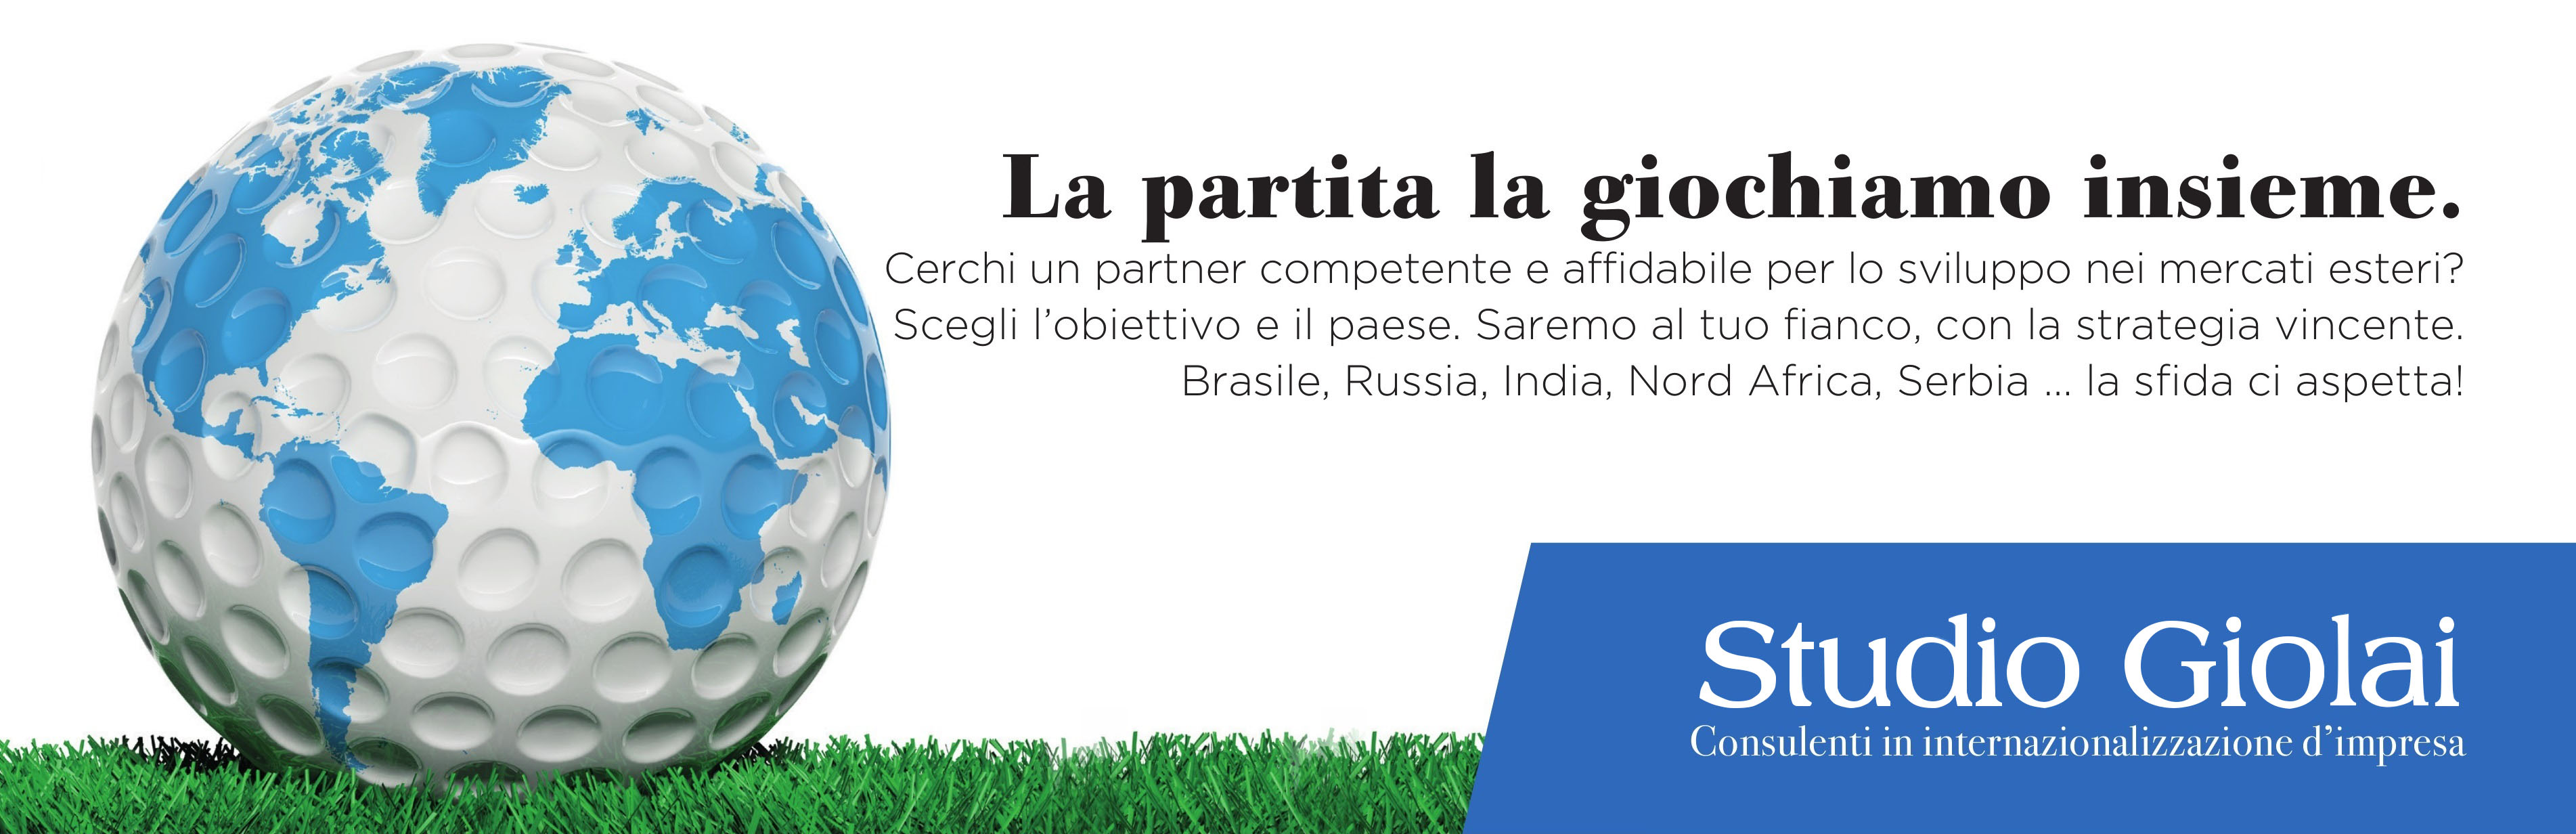 La partita la giochiamo insieme.
Cerchi un partner competente e affidabile per lo sviluppo nei mercati esteri?
Scegli l’obiettivo e il paese. Saremo al tuo fianco, con la strategia vincente.
Brasile, Russia, India, Nord Africa, Serbia ... la sfida ci aspetta!
Studio Giolai
Consulenti in internazionalizzazione d’impresa